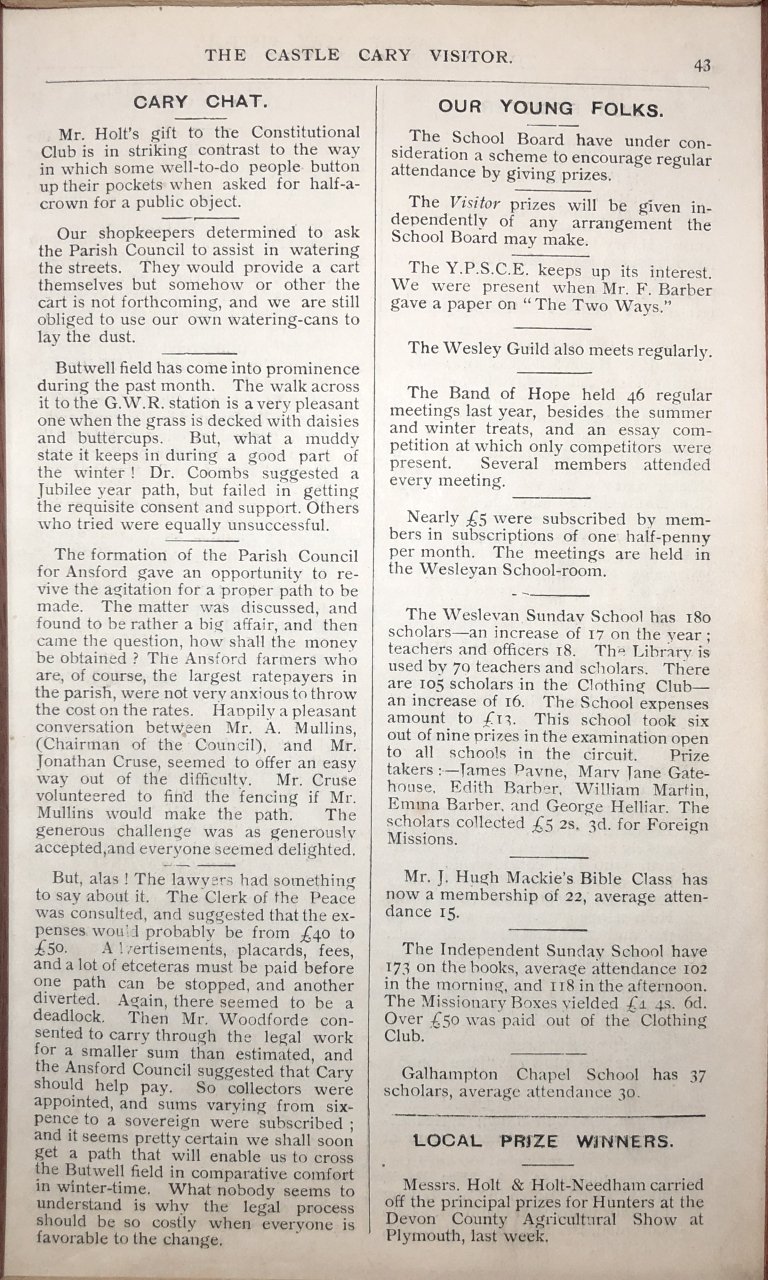 THE CASTLE CARY VISITOR.
43
CARY CHAT.
Mr. Holt's gift to the Constitutional
Club is in striking contrast to the way
in which some well-to-do people button
up their pockets when asked for half-a-
crown for a public object.
Our shopkeepers determined to ask
the Parish Council to assist in watering
the streets. They would provide a cart
themselves but somehow or other the
cart is not forthcoming, and we are still
obliged to use our own watering-cans to
lay the dust.
Butwell field has come into prominence
during the past month. The walk across
it to the G.W.R. station is a very pleasant
one when the grass is decked with daisies
and buttercups. But, what a muddy
state it keeps in during a good part of
the winter ! Dr. Coombs suggested a
Jubilee year path, but failed in getting
the requisite consent and support. Others
who tried were equally unsuccessful.
The formation of the Parish Council
for Ansford gave an opportunity to re-
vive the agitation for a proper path to be
made. The matter was discussed, and
found to be rather a big affair, and then
came the question, how shall the money
be obtained ? The Ansford farmers who
are, of course, the largest ratepayers in
the parish, were not very anxious to throw
the cost on the rates. Happily a pleasant
conversation between Mr. A. Mullins,
(Chairman of the Council), and Mr.
Jonathan Cruse, seemed to offer an easy
way out of the difficulty. Mr. Cruse
volunteered to find the fencing if Mr.
Mullins would make the path. The
generous challenge was as generously
accepted,and everyone seemed delighted.
But, alas ! The lawyers had something
to say about it. The Clerk of the Peace
was consulted, and suggested that the ex-
penses would probably be from £40 to
£50. Advertisements, placards, fees,
and a lot of etceteras must be paid before
one path can be stopped, and another
diverted. Again, there seemed to be a
deadlock. Then Mr. Woodforde con-
sented to carry through the legal work
for a smaller sum than estimated, and
the Ansford Council suggested that Cary
should help pay. So collectors were
appointed, and sums varying from six-
pence to a sovereign were subscribed ;
and it seems pretty certain we shall soon
get a path that will enable us to cross
the Butwell field in comparative comfort
in winter-time. What nobody seems to
understand is why the legal process
should be so costly when everyone is
favorable to the change.
OUR YOUNG FOLKS.
The School Board have under con-
sideration a scheme to encourage regular
attendance by giving prizes.
The Visitor prizes will be given in-
dependently of any arrangement the
School Board may make.
The Y.P.S.C.E. keeps up its interest.
We were present when Mr. F. Barber
gave a paper on “ The Two Ways.”
The Wesley Guild also meets regularly.
The Band of Hope held 46 regular
meetings last year, besides the summer
and winter treats, and an essay com-
petition at which only competitors were
present. Several members attended
every meeting.
Nearly £5 were subscribed by mem-
bers in subscriptions of one half-penny
per month. The meetings are held in
the Wesleyan School-room.
The Wesleyan Sunday School has 180
scholars—an increase of 17 on the year ;
teachers and officers 18. The Library is
used by 70 teachers and scholars. There
are 105 scholars in the Clothing Club—
an increase of 16. The School expenses
amount to £13. This school took six
out of nine prizes in the examination open
to all schools in the circuit. Prize
takers :—James Payne, Mary Jane Gate-
house, Edith Barber, William Martin,
Emma Barber, and George Helliar. The
scholars collected £5 2s. 3d. for Foreign
Missions.
Mr. J. Hugh Mackie's Bible Class has
now a membership of 22, average atten-
dance 15.
The Independent Sunday School have
173 on the books, average attendance 102
in the morning, and 118 in the afternoon.
The Missionary Boxes yielded £1 4s. 6d.
Over £50 was paid out of the Clothing
Club.
Galhampton Chapel School has 37
scholars, average attendance 30.
LOCAL PRIZE WINNERS.
Messrs. Holt & Holt-Needham carried
off the principal prizes for Hunters at the
Devon County Agricultural Show at
Plymouth, last week.